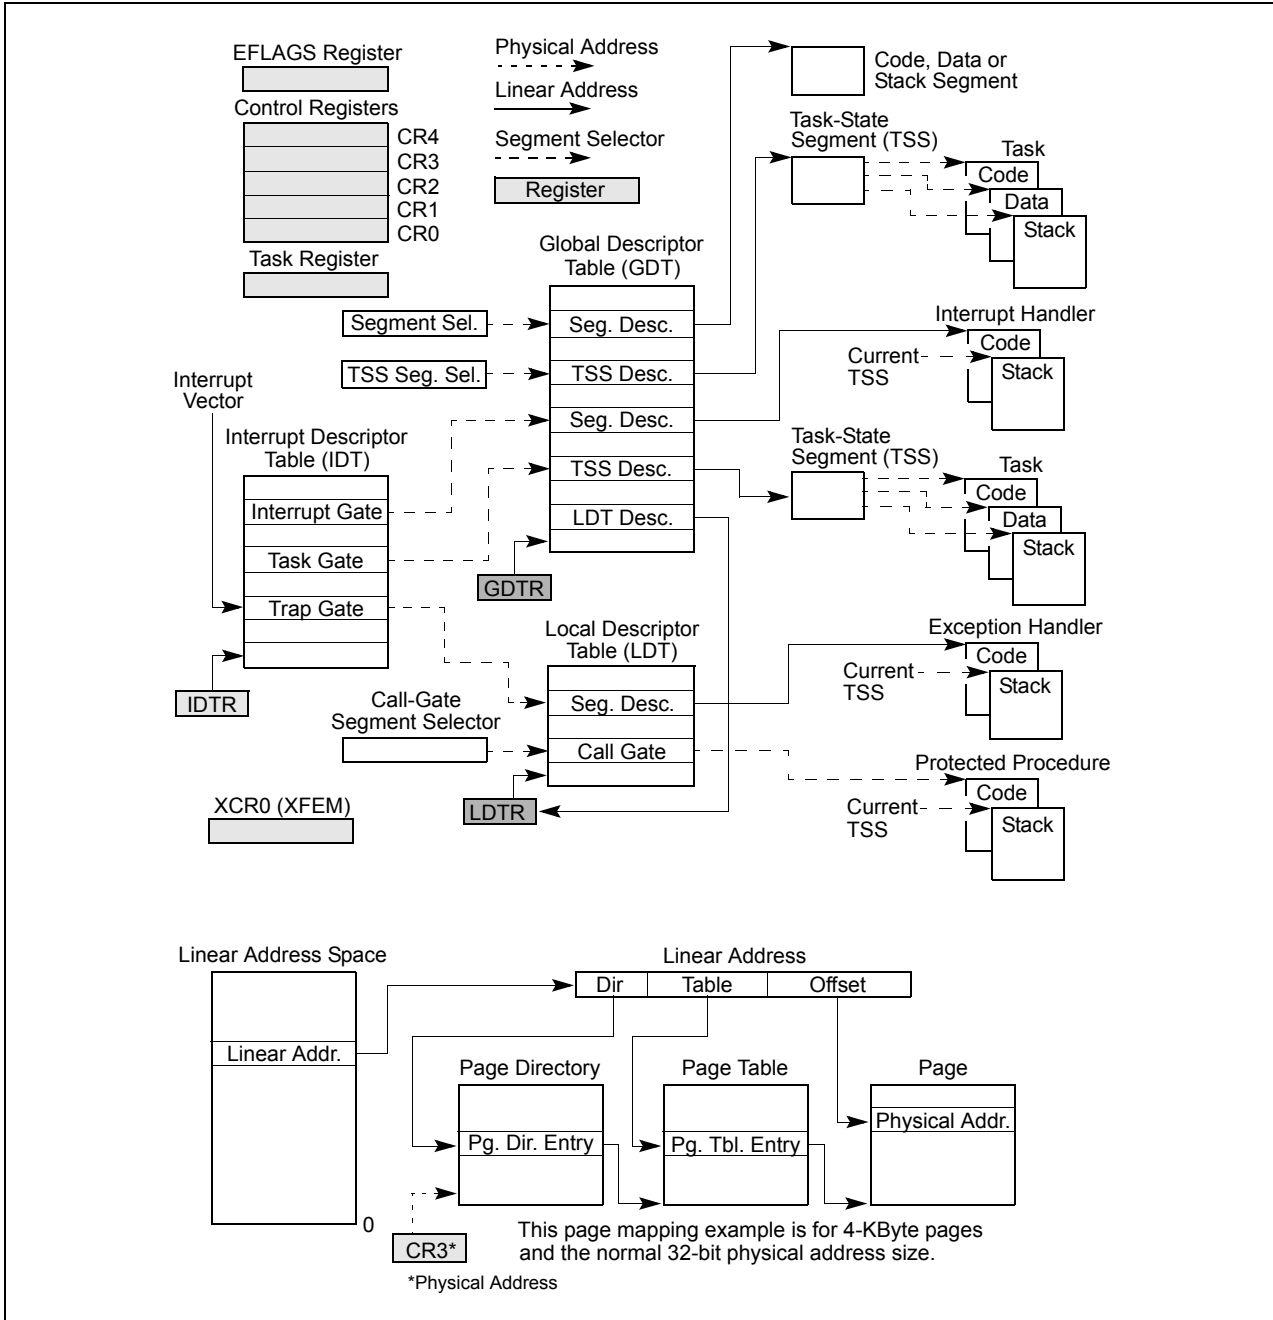 EFLAGS Register
Control Registers
CR4
CR3
CR2
CR1
CR0
Task Register
Physical Address
Linear Address
Segment Selector
Register
Code, Data or
Stack Segment
Task-State
Segment (TSS)
Task
Code
Data
Stack
Global Descriptor
Table (GDT)
Segment Sel.
Seg. Desc.
TSS Seg. Sel.
TSS Desc.
Seg. Desc.
TSS Desc.
LDT Desc.
GDTR
Interrupt Handler
Code
Current
TSS
Stack
Interrupt
Vector
Interrupt Descriptor
Table (IDT)
Interrupt Gate
Task Gate
Trap Gate
IDTR
Task-State
Segment (TSS)
Task
Code
Data
Stack
Local Descriptor
Table (LDT)
Call-Gate
Segment Selector
Seg. Desc.
Call Gate
LDTR
Exception Handler
Code
Current
TSS
Stack
Protected Procedure
Code
Current
TSS
Stack
XCR0 (XFEM)
Linear Address Space
Linear Addr.
0
Linear Address
Dir
Table
Offset
Page Directory
Pg. Dir. Entry
Page Table
Pg. Tbl. Entry
Page
Physical Addr.
CR3*
*Physical Address
This page mapping example is for 4-KByte pages
and the normal 32-bit physical address size.